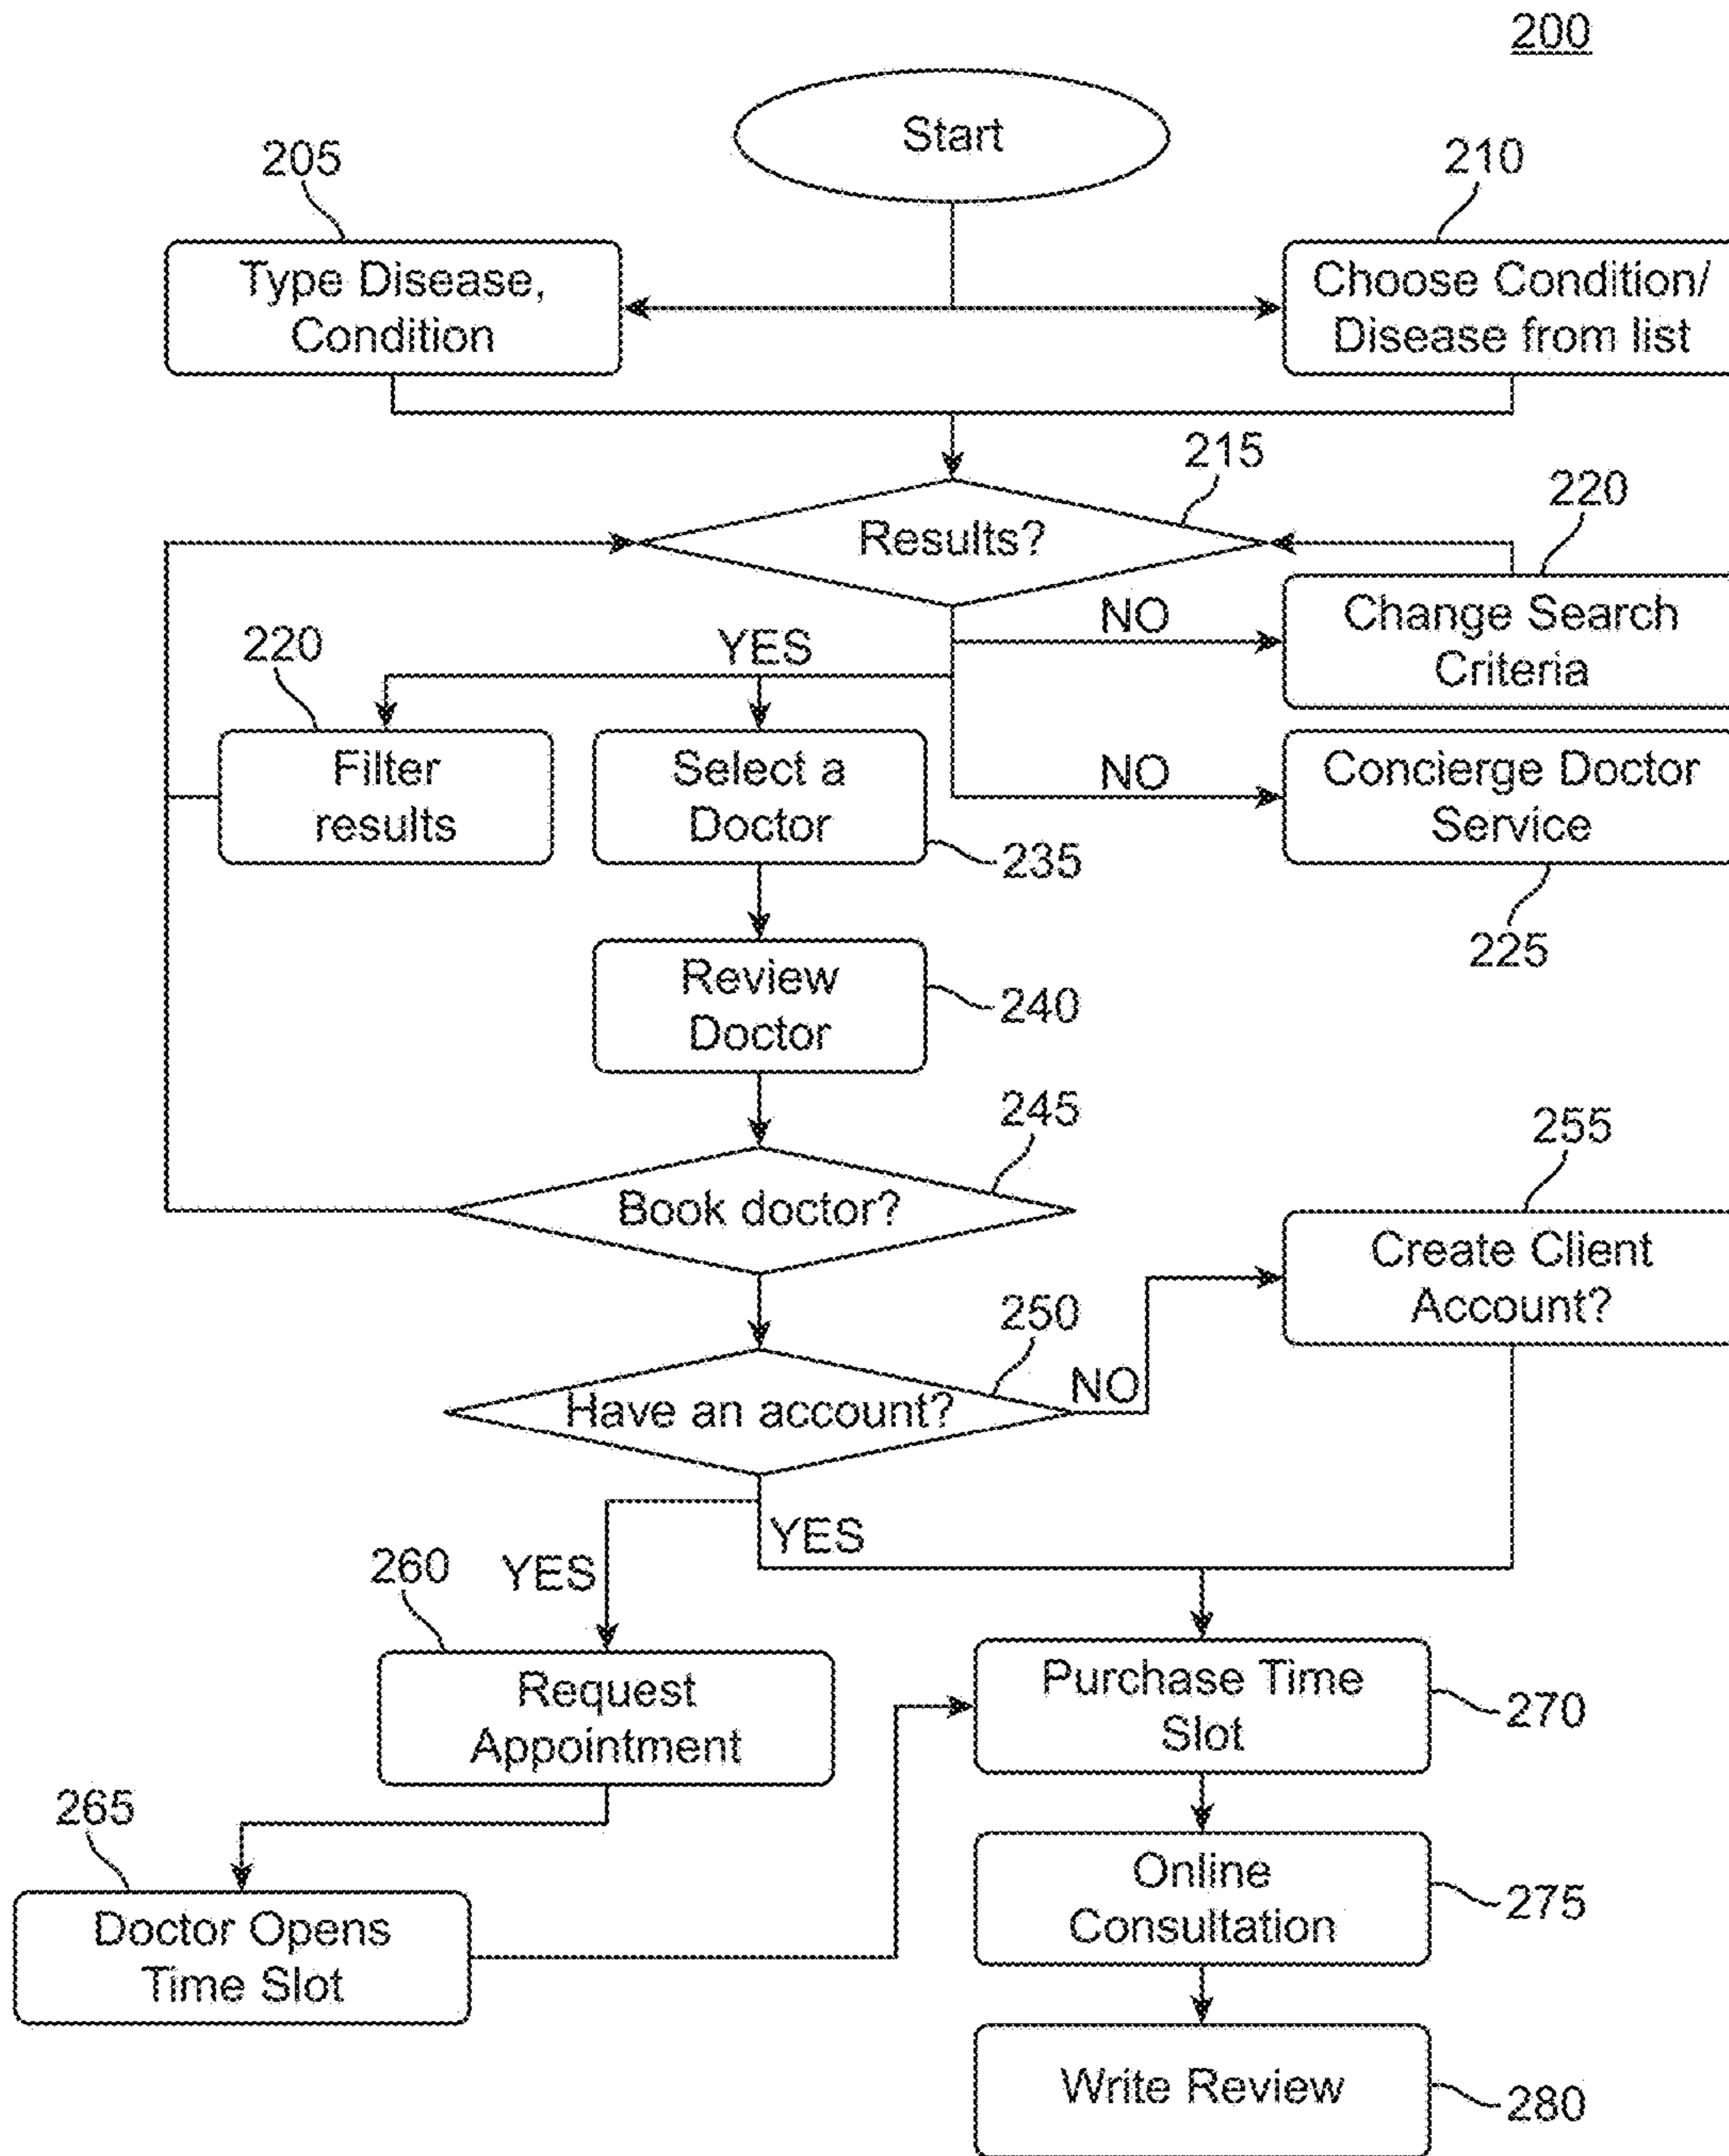 200
Start
205
210
Type Disease,
Condition
Choose Condition/
Disease from list
215
Results?
220
Change Search
Criteria
NO
YES
220
Filter
results
Select a
Doctor
235
NO
Concierge Doctor
Service
225
Review
Doctor
240
245
Book doctor?
255
Create Client
Account?
250
Have an account?
NO
YES
YES
260
Request
Appointment
Purchase Time
Slot
270
265
Doctor Opens
Time Slot
Online
Consultation
275
Write Review
280